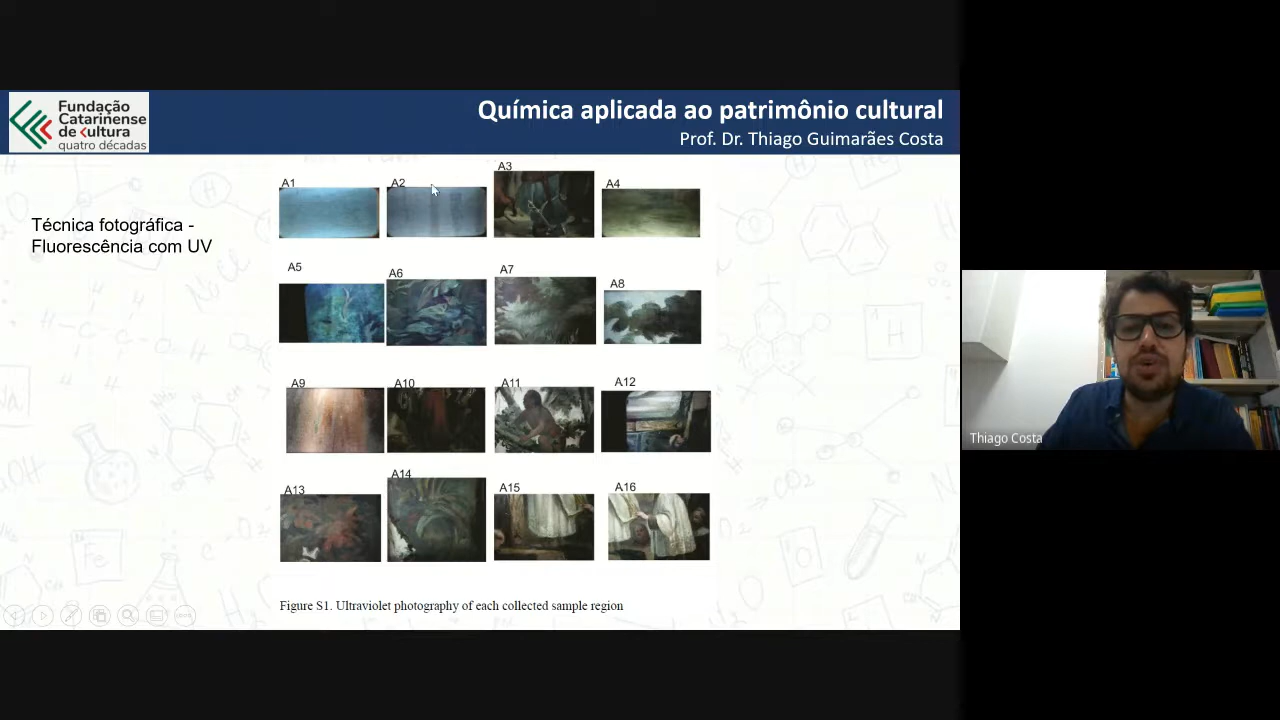 Fundação
Catarinense
de Cultura
quatro décadas
Química aplicada ao patrimônio cultural
Prof. Dr. Thiago Guimarães Costa
Técnica fotográfica -
Fluorescência com UV
A1
A2
A3
A4
A5
A6
A7
A8
A9
A10
A11
A12
A13
A14
A15
A16
Figure S1. Ultraviolet photography of each collected sample region
Thiago Costa